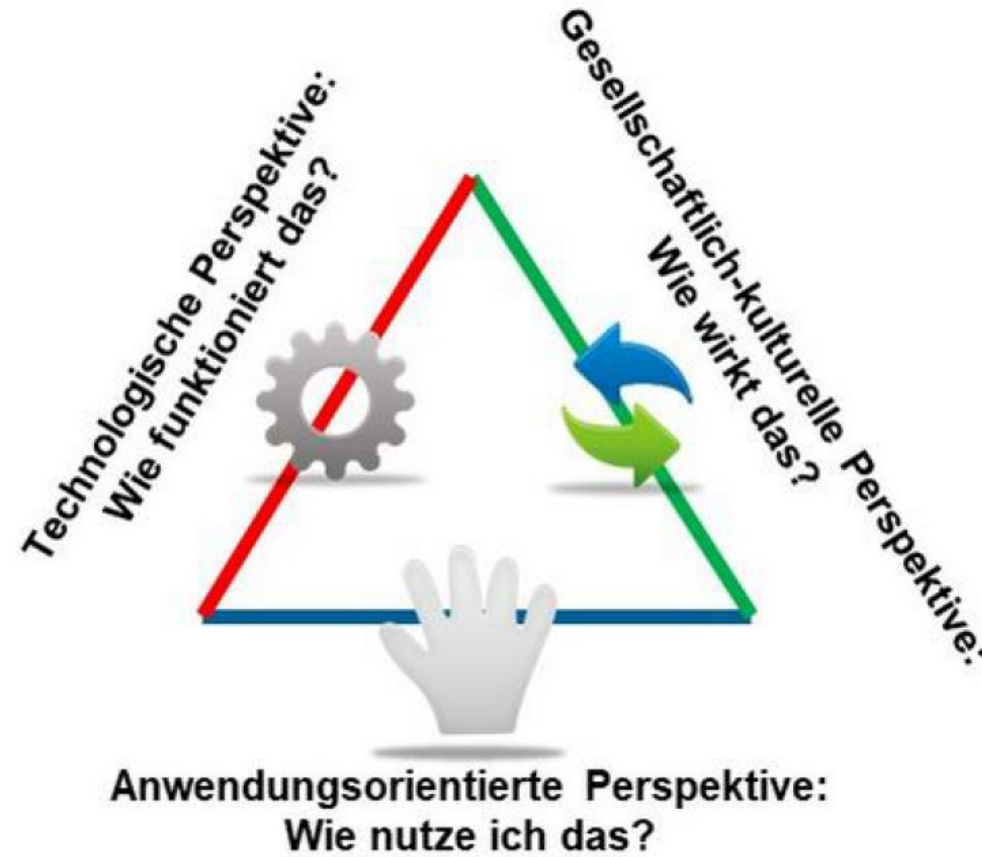 Technologische Perspektive:
Wie funktioniert das?
Gesellschaftlich-kulturelle Perspektive:
Wie wirkt das?
Anwendungsorientierte Perspektive:
Wie nutze ich das?